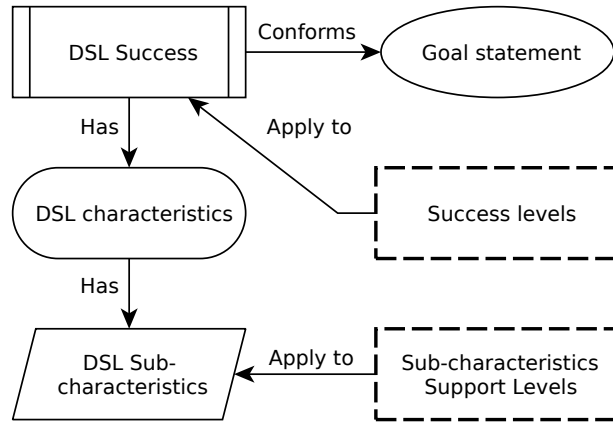 DSL Success
Conforms
Goal statement
Has
Apply to
DSL characteristics
Success levels
Has
DSL Sub-
characteristics
Apply to
Sub-characteristics
Support Levels